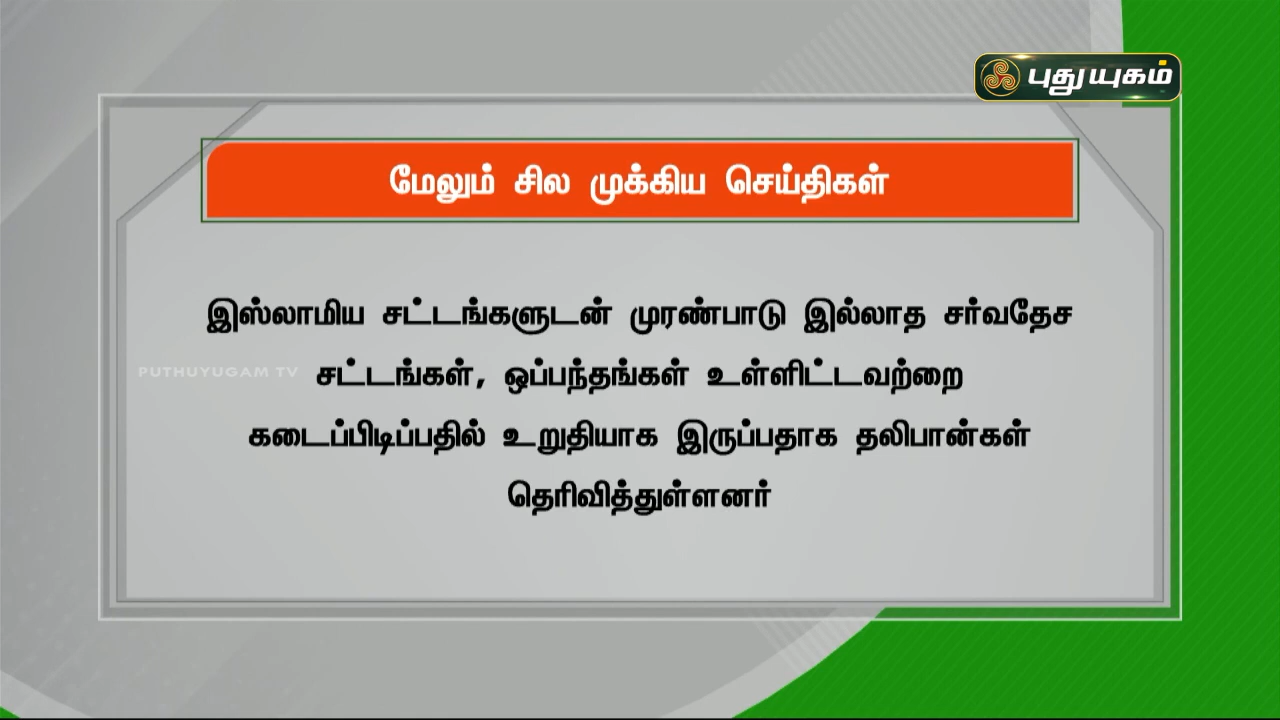 புதுயுகம்
மேலும் சில முக்கிய செய்திகள்
இஸ்லாமிய சட்டங்களுடன் முரண்பாடு இல்லாத சர்வதேச
PUTHUYUGAM TV
சட்டங்கள், ஒப்பந்தங்கள் உள்ளிட்டவற்றை
கடைப்பிடிப்பதில் உறுதியாக இருப்பதாக தலிபான்கள்
தெரிவித்துள்ளனர்